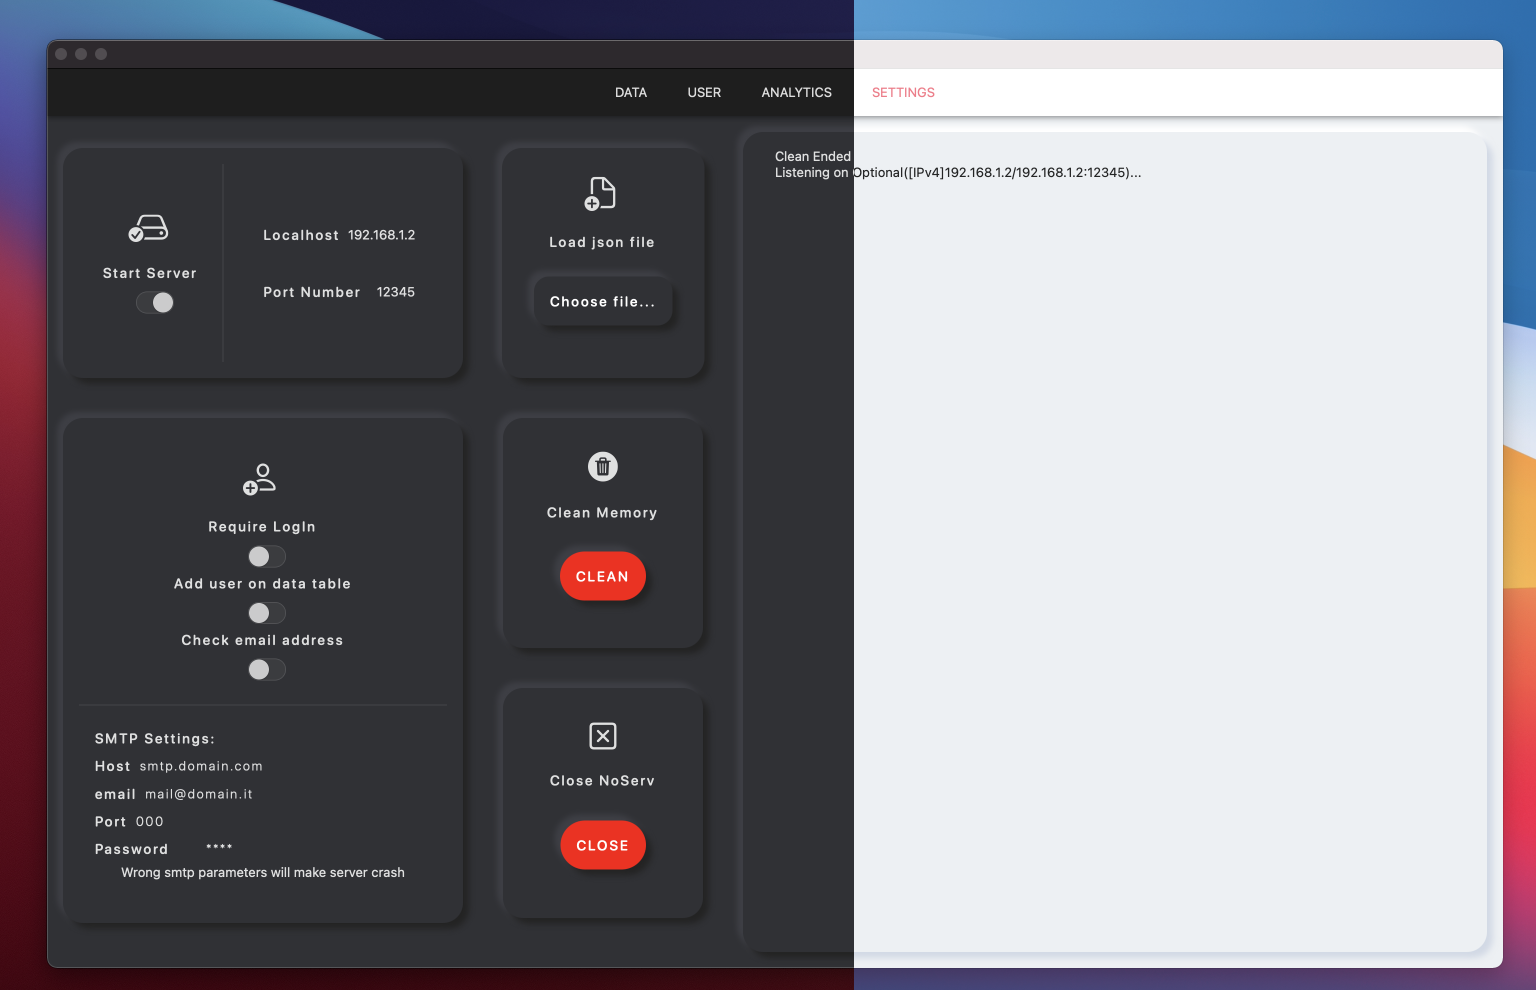 DATA USER ANALYTICS SETTINGS
Start Server
Localhost 192.168.1.2
Port Number 12345
Load json file
Choose file...
Clean Ended
Listening on Optional([IPv4]192.168.1.2/192.168.1.2:12345)...
Require LogIn
Add user on data table
Check email address
SMTP Settings:
Host smtp.domain.com
email mail@domain.it
Port 000
Password ****
Wrong smtp parameters will make server crash
Clean Memory
CLEAN
Close NoServ
CLOSE